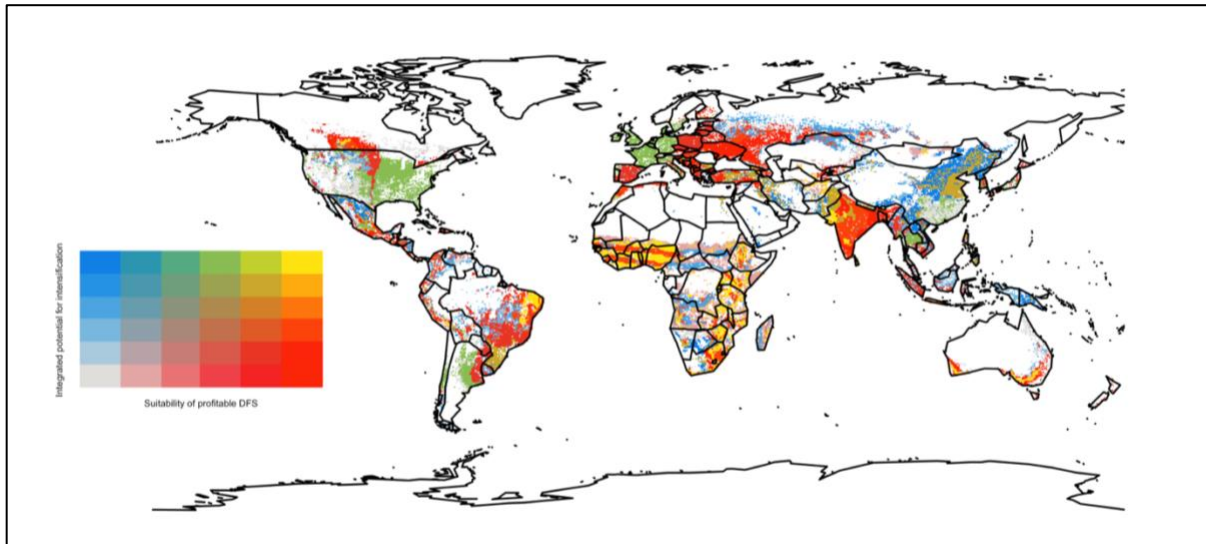 Integrated potential for intensification
Suitability of profitable DFS